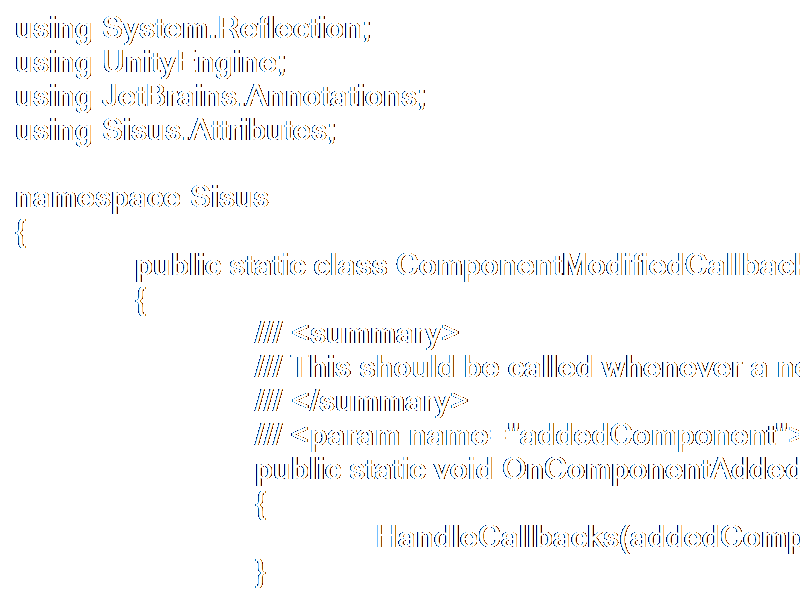 using System.Reflection;
using UnityEngine;
using JetBrains.Annotations;
using Sisus.Attributes;
namespace Sisus
{
public static class ComponentModifiedCallback
{
/// <summary>
/// This should be called whenever a
/// </summary>
/// <param name="addedComponent">
public static void OnComponentAdded
{
HandleCallbacks(addedComp
}